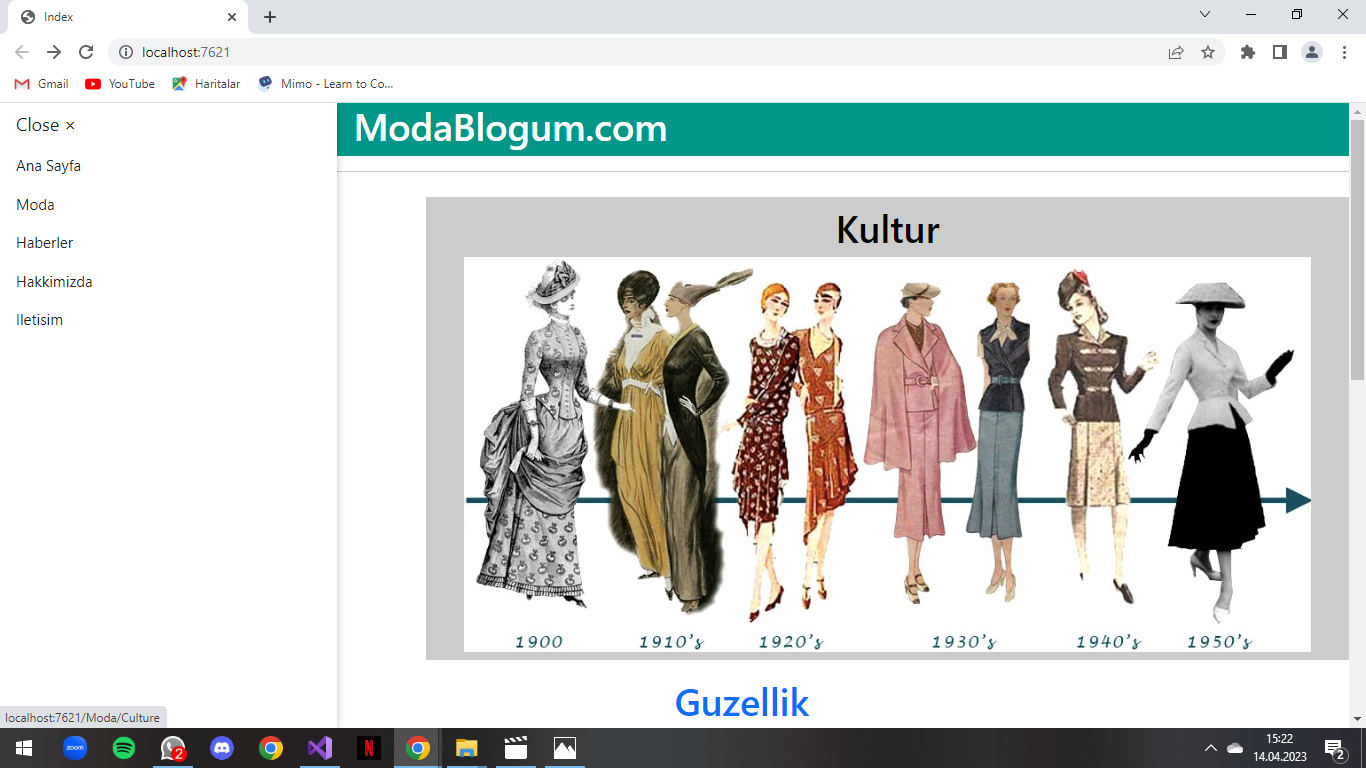 Index
localhost:7621
Gmail
YouTube
Haritalar
Mimo - Learn to Co...
Close ×
Ana Sayfa
Moda
Haberler
Hakkimizda
Iletisim
ModaBlogum.com
Kultur
1900 1910's 1920's 1930's 1940's 1950's
Guzellik
localhost:7621/Moda/Culture
zoom
2
N
15:22
14.04.2023
2